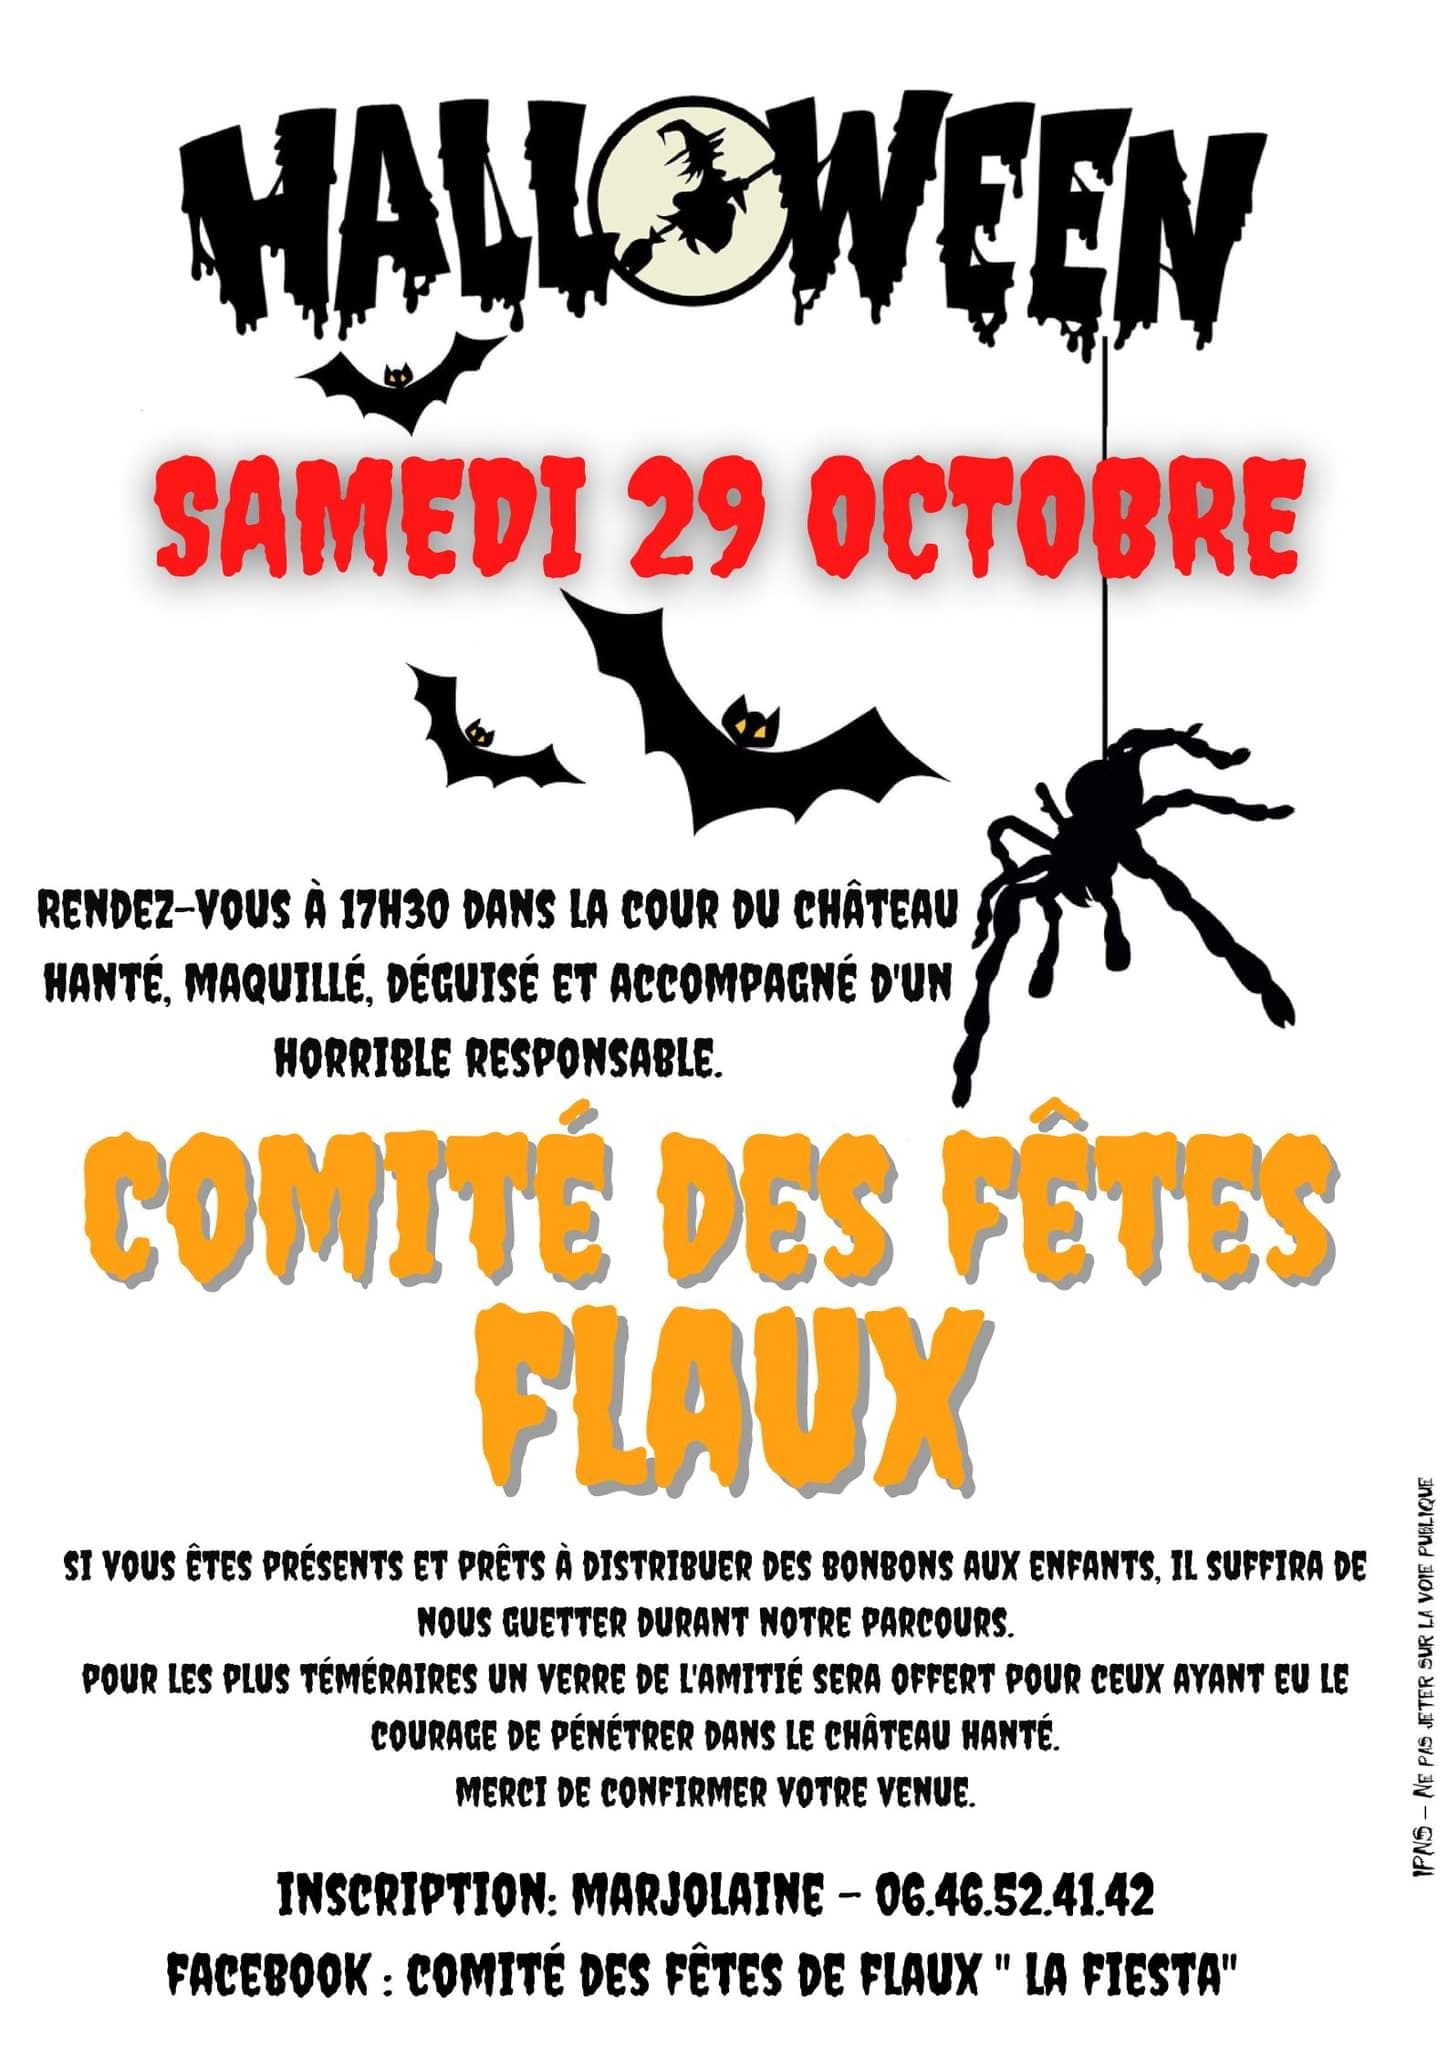 HALLOWEEN
SAMEDI 29 OCTOBRE
RENDEZ-VOUS À 17H30 DANS LA COUR DU CHÂTEAU
HANTÉ, MAQUILLÉ, DÉGUISÉ ET ACCOMPAGNÉ D'UN
HORRIBLE RESPONSABLE.
COMITÉ DES FÊTES
FLAUX
SI VOUS ÊTES PRÉSENTS ET PRÊTS À DISTRIBUER DES BONBONS AUX ENFANTS, IL SUFFIRA DE
NOUS GUETTER DURANT NOTRE PARCOURS.
POUR LES PLUS TÉMÉRAIRES UN VERRE DE L'AMITIÉ SERA OFFERT POUR CEUX AYANT EU LE
COURAGE DE PÉNÉTRER DANS LE CHÂTEAU HANTÉ.
MERCI DE CONFIRMER VOTRE VENUE.
INSCRIPTION: MARJOLAINE - 06.46.52.41.42
FACEBOOK : COMITÉ DES FÊTES DE FLAUX " LA FIESTA"
IPNS - NE PAS JETER SUR LA VOIE PUBLIQUE